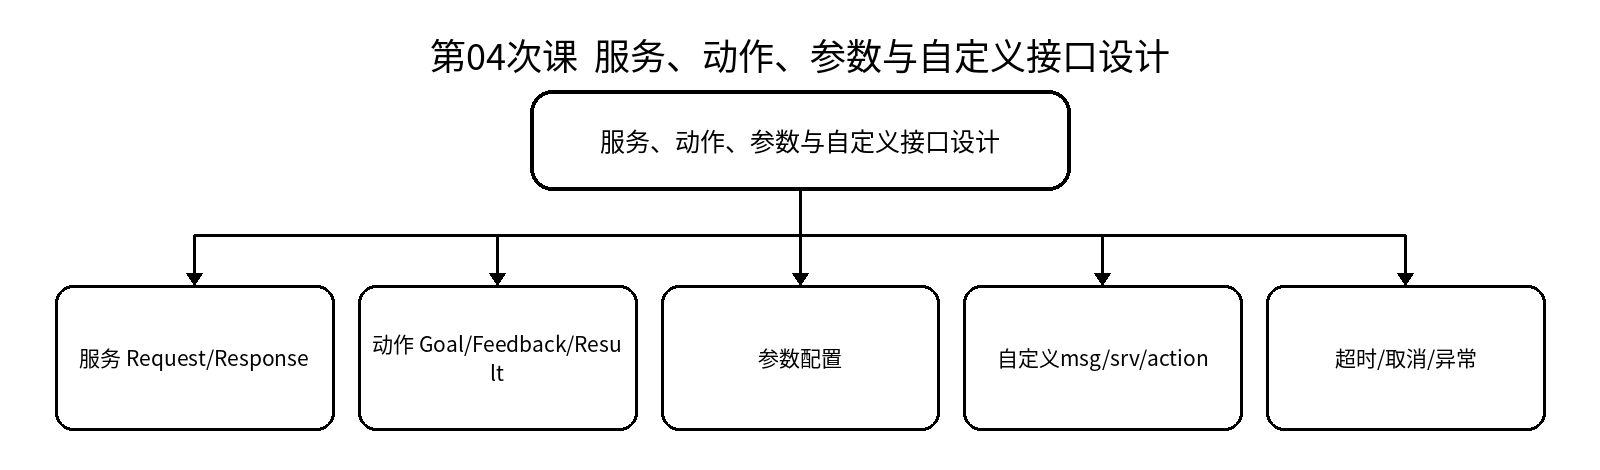 第04次课 服务、动作、参数与自定义接口设计
服务、动作、参数与自定义接口设计
服务 Request/Response
动作 Goal/Feedback/Resu
lt
参数配置
自定义msg/srv/action
超时/取消/异常